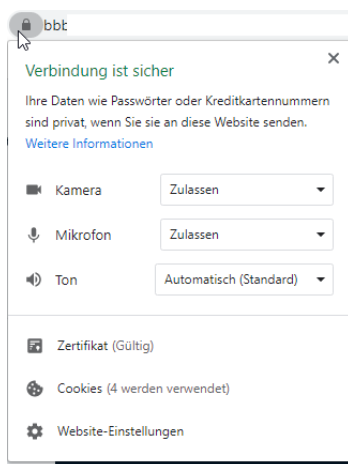 bbb
Verbindung ist sicher
Ihre Daten wie Passwörter oder Kreditkartennummern
sind privat, wenn Sie sie an diese Website senden.
Weitere Informationen
Kamera Zulassen
Mikrofon Zulassen
Ton Automatisch (Standard)
Zertifikat (Gültig)
Cookies (4 werden verwendet)
Website-Einstellungen